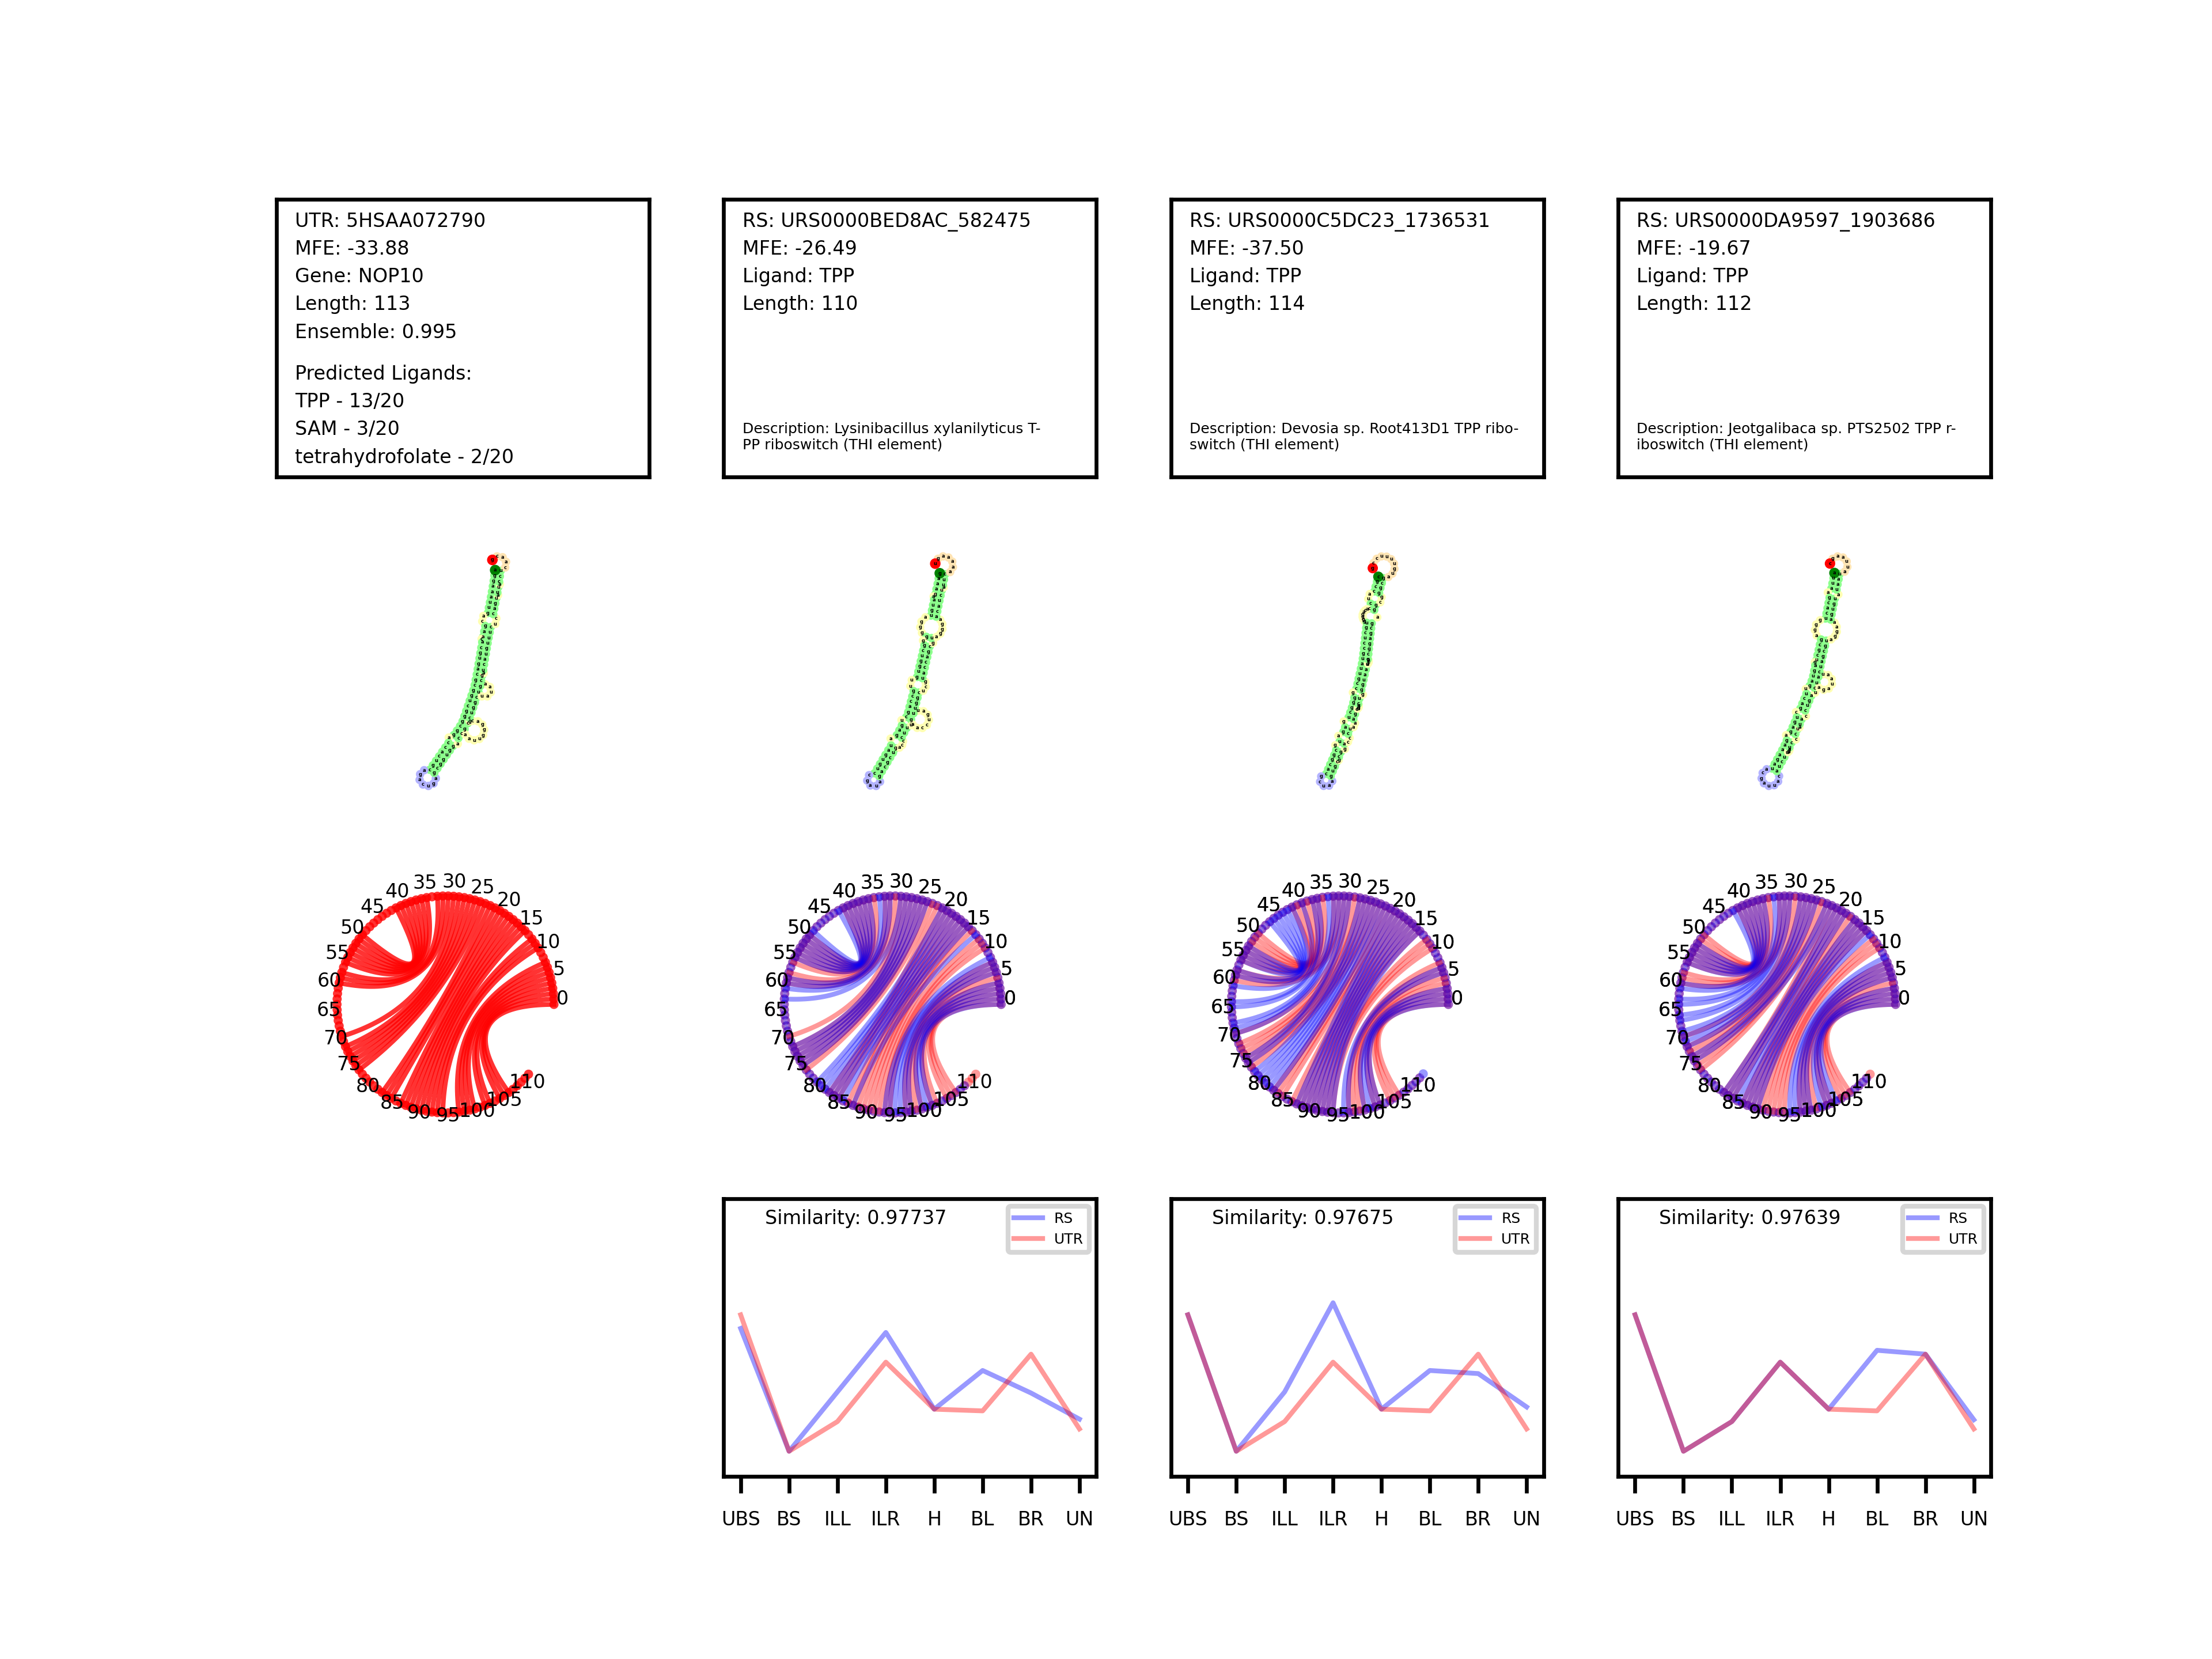 UTR: 5HSAA072790
MFE: -33.88
Gene: NOP10
Length: 113
Ensemble: 0.995
Predicted Ligands:
TPP - 13/20
SAM - 3/20
tetrahydrofolate - 2/20
RS: URS0000BED8AC_582475
MFE: -26.49
Ligand: TPP
Length: 110
Description: Lysinibacillus xylanilyticus T-
PP riboswitch (THI element)
RS: URS0000C5DC23_1736531
MFE: -37.50
Ligand: TPP
Length: 114
Description: Devosia sp. Root413D1 TPP ribo-
switch (THI element)
RS: URS0000DA9597_1903686
MFE: -19.67
Ligand: TPP
Length: 112
Description: Jeotgalibaca sp. PTS2502 TPP r-
iboswitch (THI element)
0 5 10 15 20 25 30 35 40 45 50 55 60 65 70 75 80 85 90 95 100 105 110
0 5 10 15 20 25 30 35 40 45 50 55 60 65 70 75 80 85 90 95 100 105 110
0 5 10 15 20 25 30 35 40 45 50 55 60 65 70 75 80 85 90 95 100 105 110
0 5 10 15 20 25 30 35 40 45 50 55 60 65 70 75 80 85 90 95 100 105 110
Similarity: 0.97737
RS
UTR
UBS BS ILL ILR H BL BR UN
Similarity: 0.97675
RS
UTR
UBS BS ILL ILR H BL BR UN
Similarity: 0.97639
RS
UTR
UBS BS ILL ILR H BL BR UN